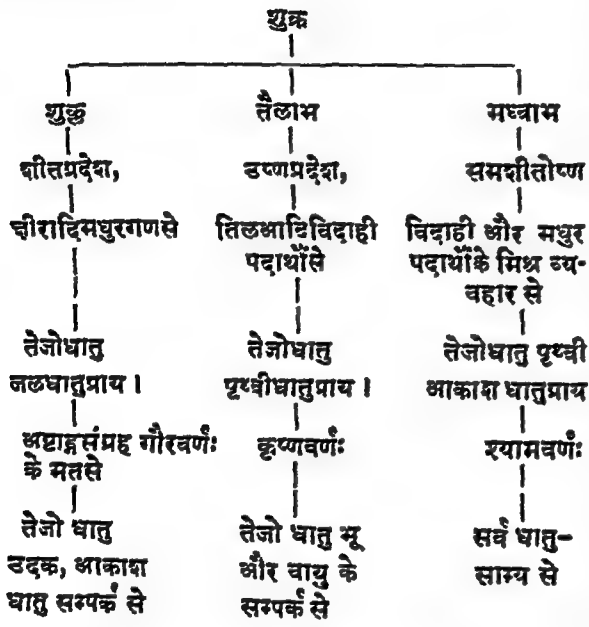 शुक्र
शुक्ल
शीतप्रदेश,
क्षीरादिमधुरगणसे
तेजोधातु
जलधातुप्राय ।
अष्टाङ्गसंग्रह गौरवर्णः
के मतसे
तेजो धातु
उदक, आकाश
धातु सम्पर्क से
तैलाभ
उष्णप्रदेश,
तिलआदिविदाही
पदार्थोंसे
तेजोधातु
पृथ्वीधातुप्राय ।
कृष्णवर्णः
तेजो धातु भू
और वायु के
सम्पर्क से
मध्वाभ
समशीतोष्ण
विदाही और मधुर
पदार्थोंके मिश्र व्य-
वहार से
तेजोधातु पृथ्वी
आकाश धातुप्राय
श्यामवर्णः
सर्व धातु-
साम्य से